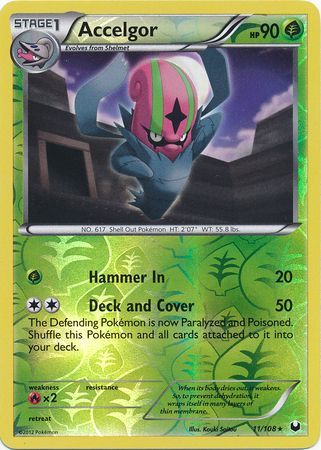 STAGE1
Accelgor
HP 90
Evolves from Shelmet
NO. 617 Shell Out Pokémon HT: 2'07" WT: 55.8 lbs.
Hammer In 20
Deck and Cover 50
The Defending Pokémon is now Paralyzed and Poisoned.
Shuffle this Pokémon and all cards attached to it into
your deck.
weakness
resistance
×2
retreat
When its body dries out, it weakens.
So, to prevent dehydration, it
wraps itself in many layers of
thin membrane.
©2012 Pokémon
Illus. Kouki Saitou
11/108 ★